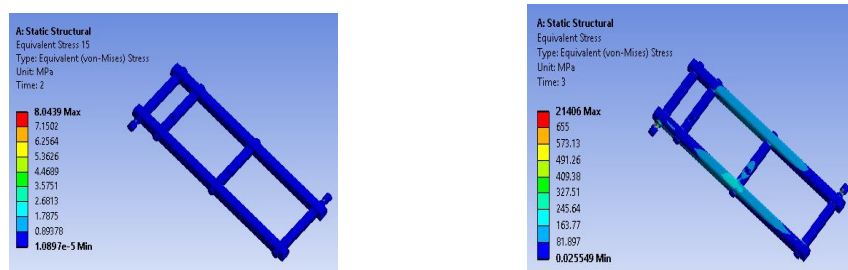 A: Static Structural
Equivalent Stress 15
Type: Equivalent (von-Mises) Stress
Unit: MPa
Time: 2
8.0439 Max
7.1502
6.2564
5.3626
4.4689
3.5751
2.6813
1.7875
0.89378
1.0897e-5 Min
A: Static Structural
Equivalent Stress
Type: Equivalent (von-Mises) Stress
Unit: MPa
Time: 3
21406 Max
655
573.13
491.26
409.38
327.51
245.64
163.77
81.897
0.025549 Min